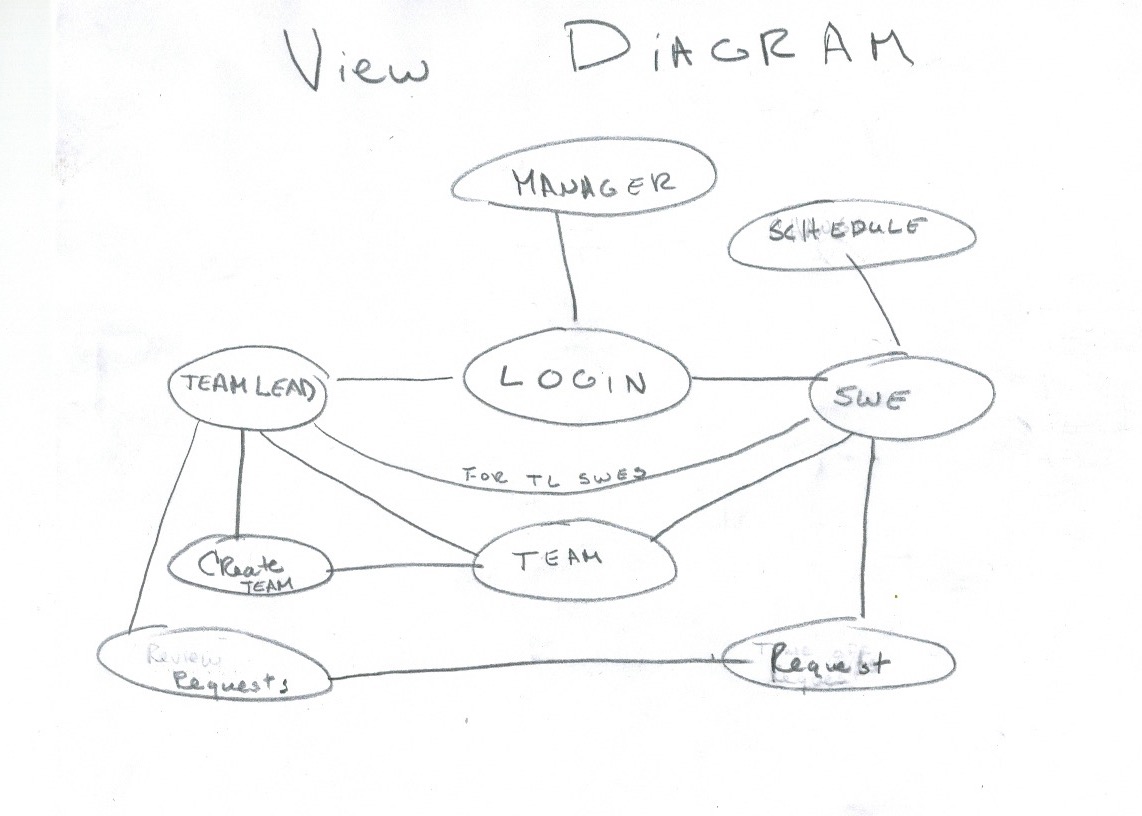 View DiAGRAM
MANAGER
SCHEDULE
TEAM LEAD
LOGiN
SWE
FOR TL SWES
CReate
TEAM
TEAM
Review
Requests
Request